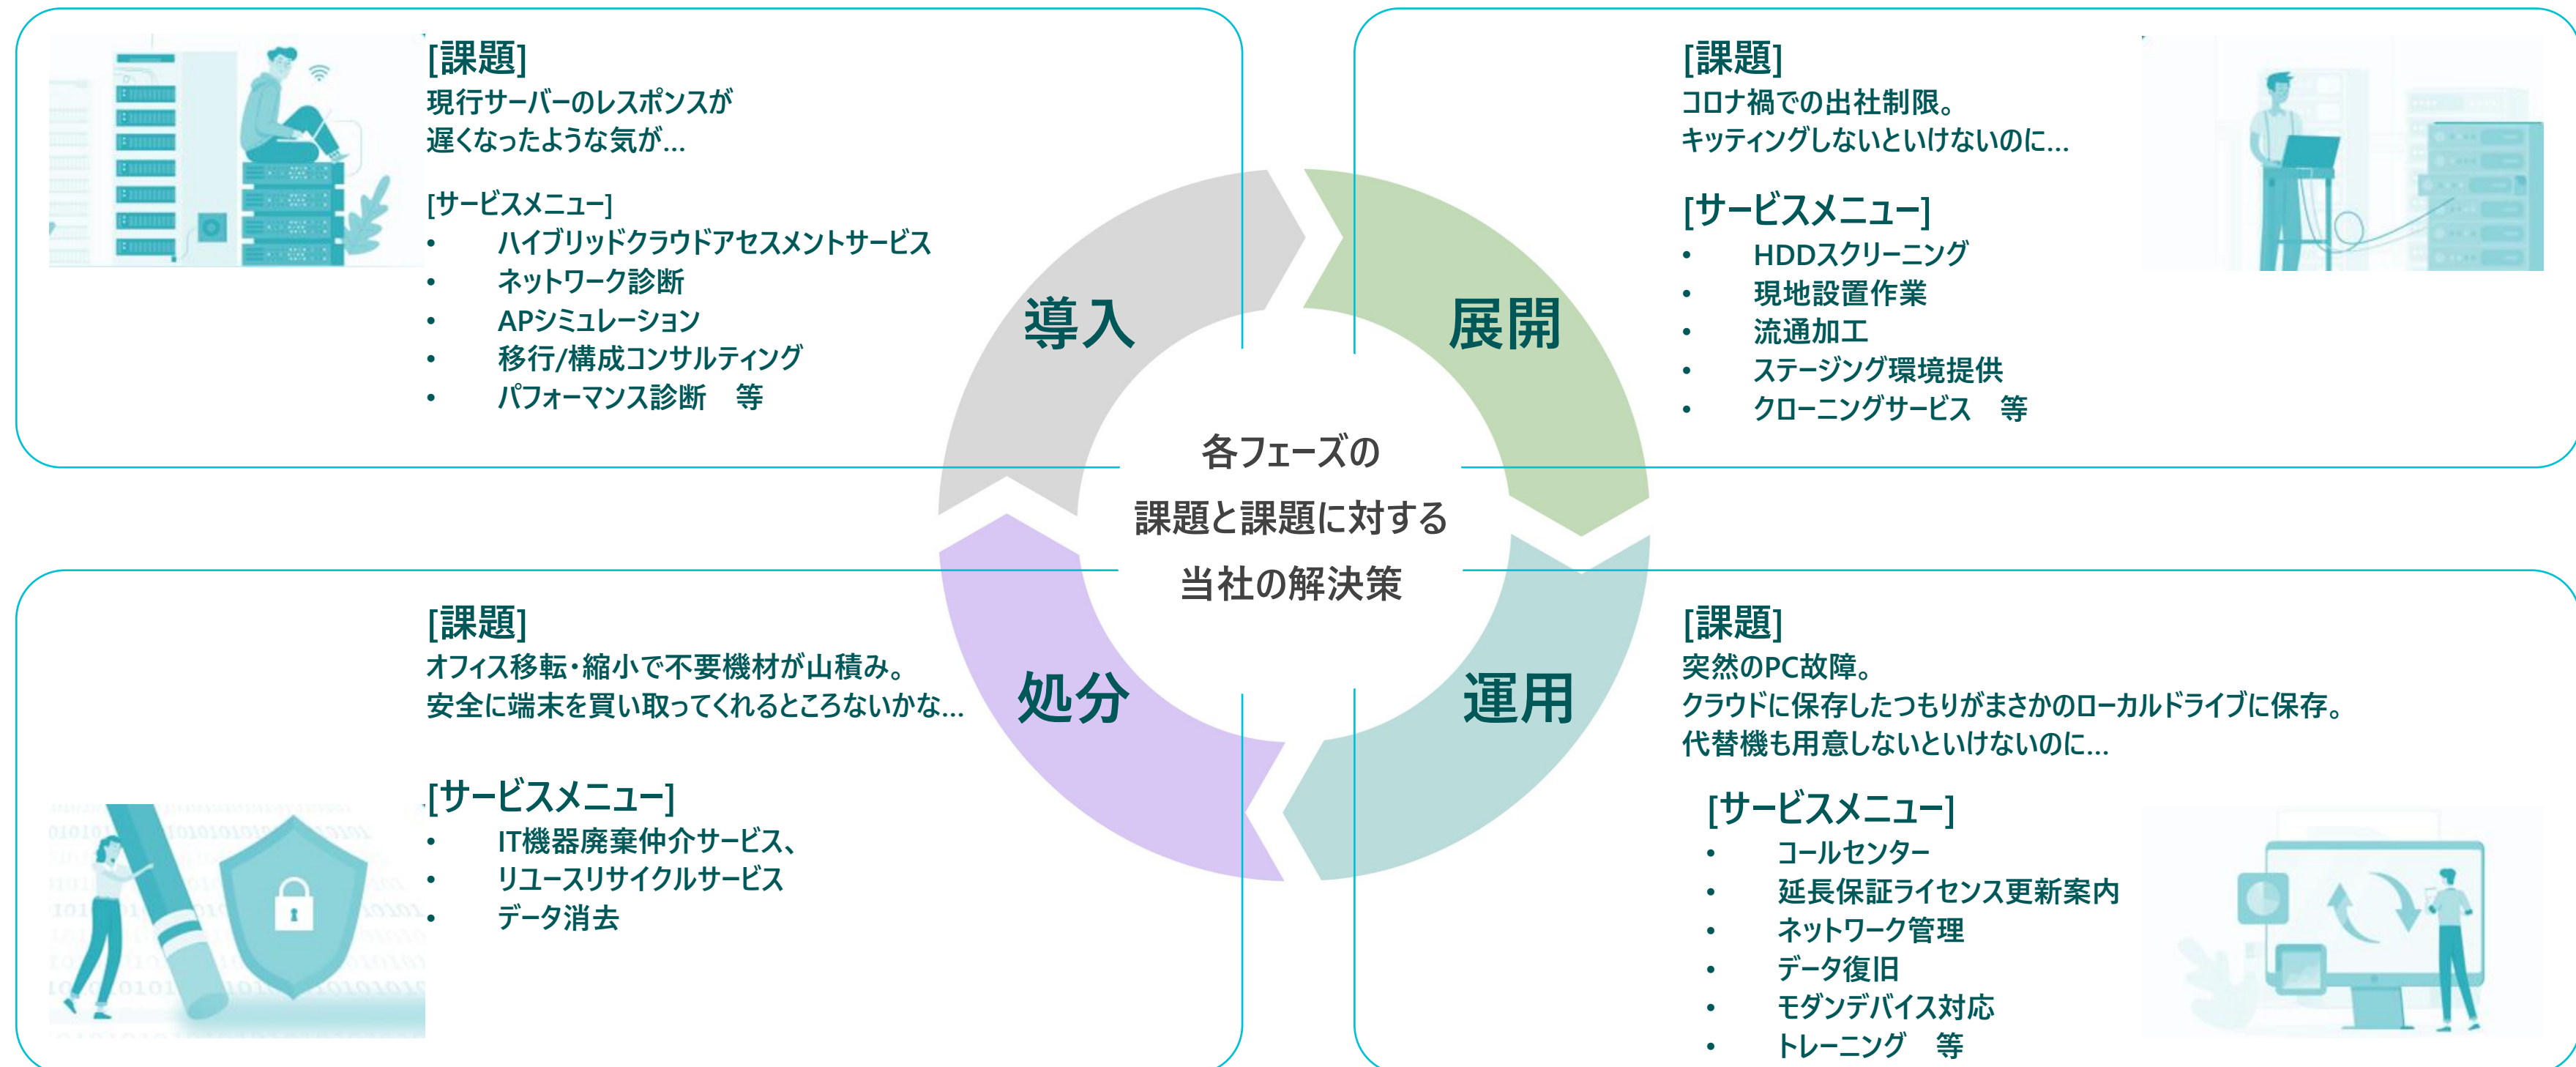 [課題]
現行サーバーのレスポンスが
遅くなったような気が…
[サービスメニュー]
• ハイブリッドクラウドアセスメントサービス
• ネットワーク診断
• APシミュレーション
• 移行/構成コンサルティング
• パフォーマンス診断　等
導入
[課題]
コロナ禍での出社制限。
キッティングしないといけないのに…
[サービスメニュー]
• HDDスクリーニング
• 現地設置作業
• 流通加工
• ステージング環境提供
• クローニングサービス　等
展開
各フェーズの
課題と課題に対する
当社の解決策
[課題]
オフィス移転・縮小で不要機材が山積み。
安全に端末を買い取ってくれるところないかな…
[サービスメニュー]
• IT機器廃棄仲介サービス、
• リユースリサイクルサービス
• データ消去
処分
[課題]
突然のPC故障。
クラウドに保存したつもりがまさかのローカルドライブに保存。
代替機も用意しないといけないのに…
[サービスメニュー]
• コールセンター
• 延長保証ライセンス更新案内
• ネットワーク管理
• データ復旧
• モダンデバイス対応
• トレーニング　等
運用